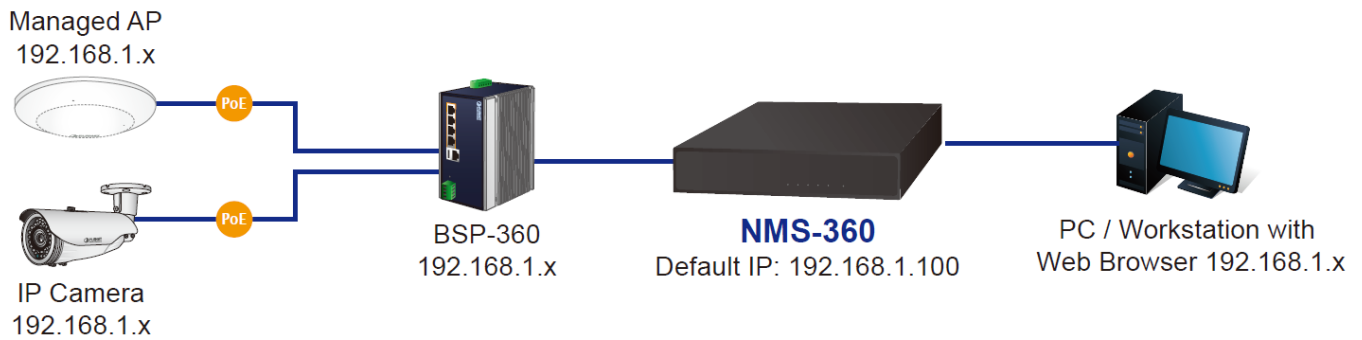 Managed AP
192.168.1.x
PoE
PoE
IP Camera
192.168.1.x
BSP-360
192.168.1.x
NMS-360
Default IP: 192.168.1.100
PC / Workstation with
Web Browser 192.168.1.x